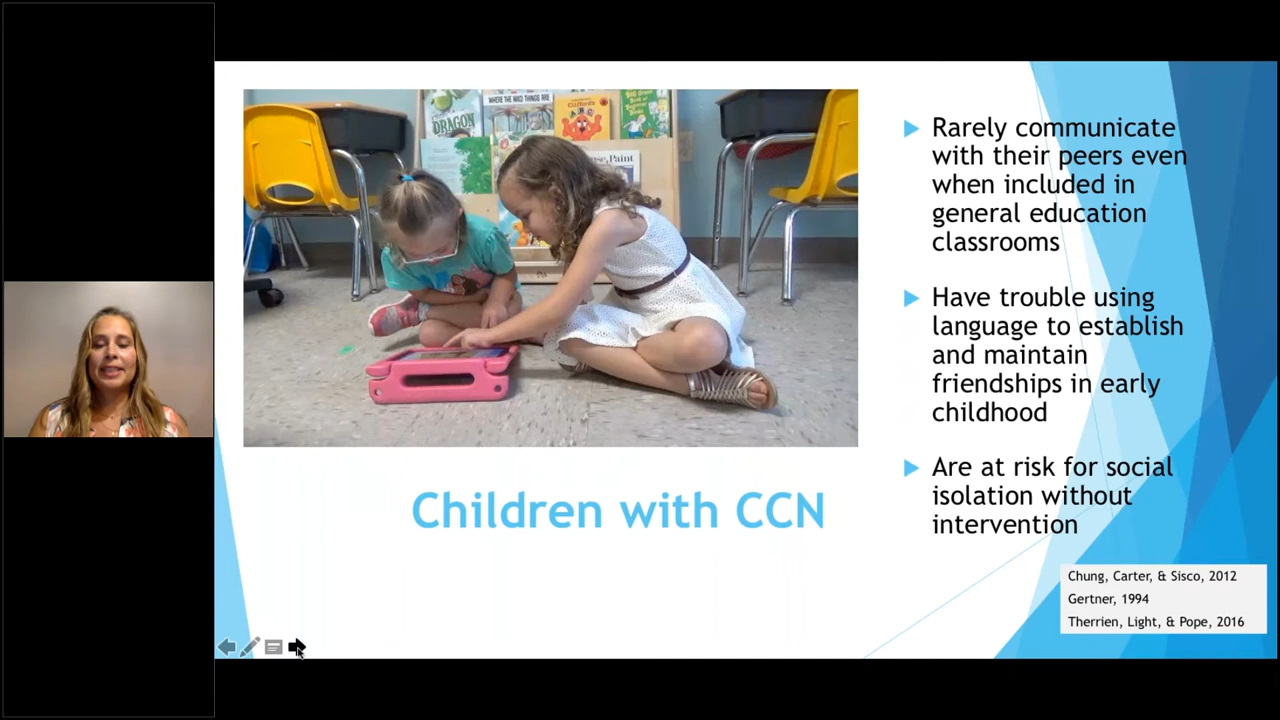 DRAGON
WHERE THE WILD THINGS ARE
Clifford's
ABC
Rarely communicate
with their peers even
when included in
general education
classrooms
Have trouble using
language to establish
and maintain
friendships in early
childhood
Are at risk for social
isolation without
intervention
Children with CCN
Chung, Carter, & Sisco, 2012
Gertner, 1994
Therrien, Light, & Pope, 2016